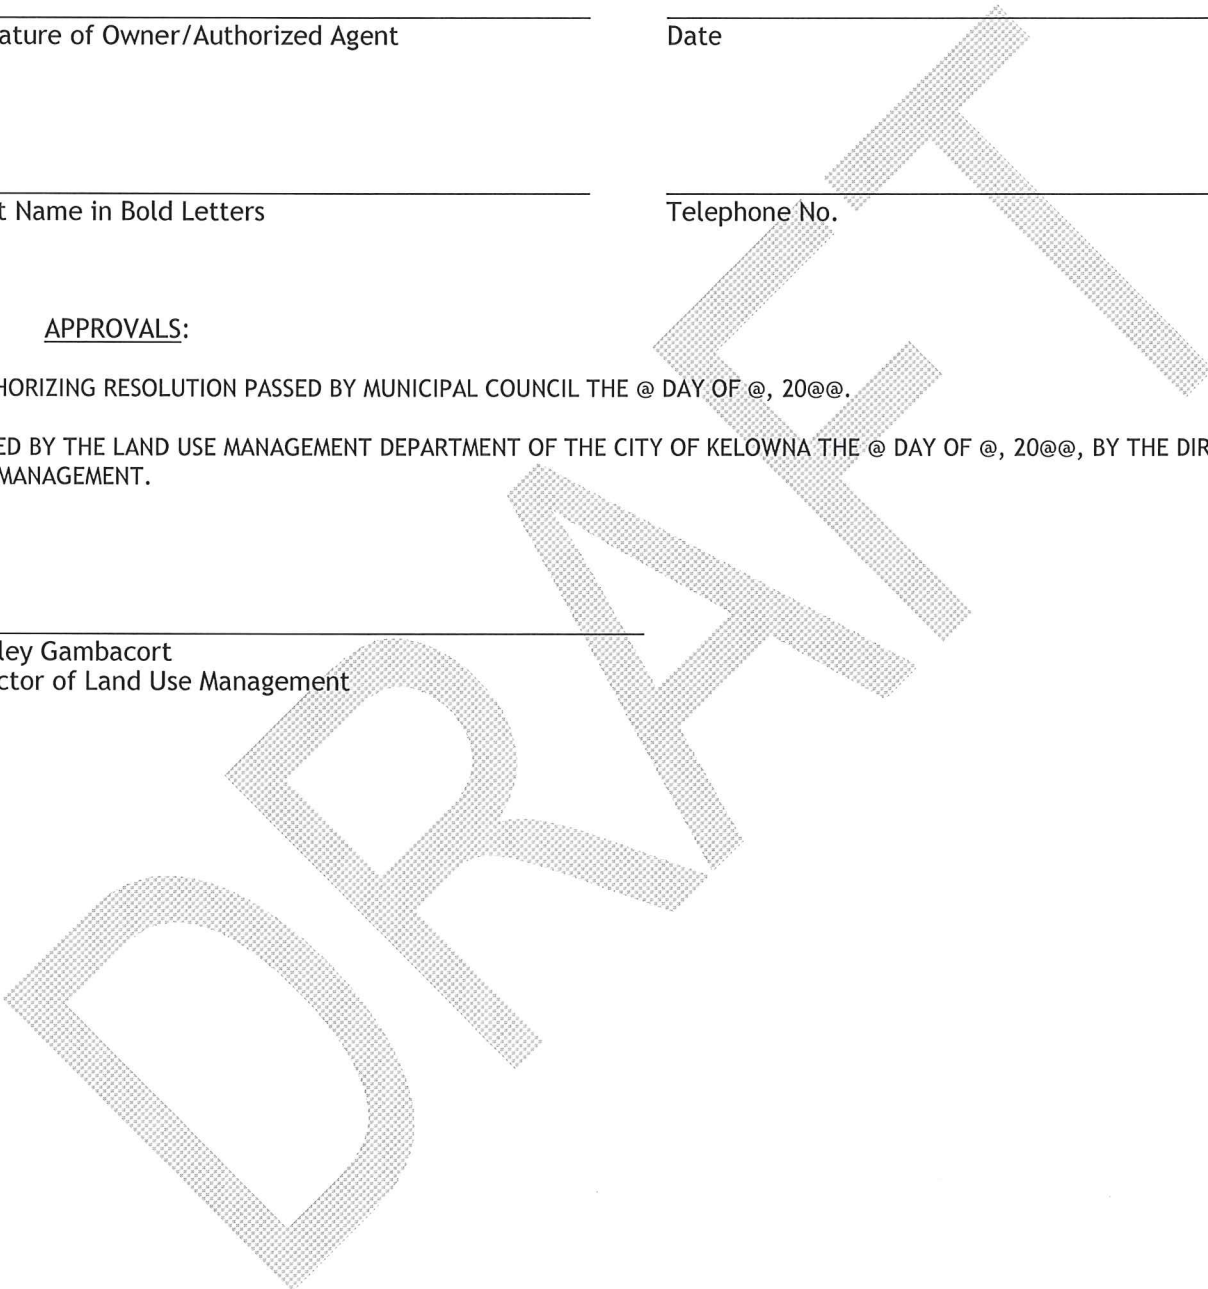 ature of Owner/Authorized Agent
Date
t Name in Bold Letters
Telephone No.
APPROVALS:
HORIZING RESOLUTION PASSED BY MUNICIPAL COUNCIL THE @ DAY OF @, 20@@.
ED BY THE LAND USE MANAGEMENT DEPARTMENT OF THE CITY OF KELOWNA THE @ DAY OF @, 20@@, BY THE DIR
MANAGEMENT.
ley Gambacort
ctor of Land Use Management
DRAFT